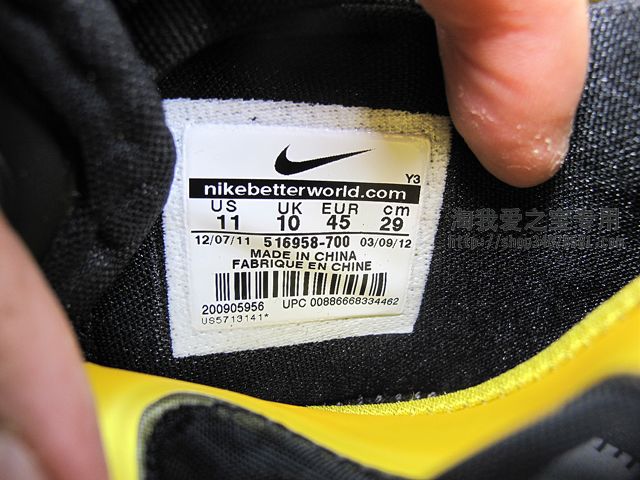 Y3
nikebetterworld.com
US UK EUR cm
11 10 45 29
12/07/11 516958-700 03/09/12
MADE IN CHINA
FABRIQUE EN CHINE
200905956 UPC 00886668334462
US5713141*